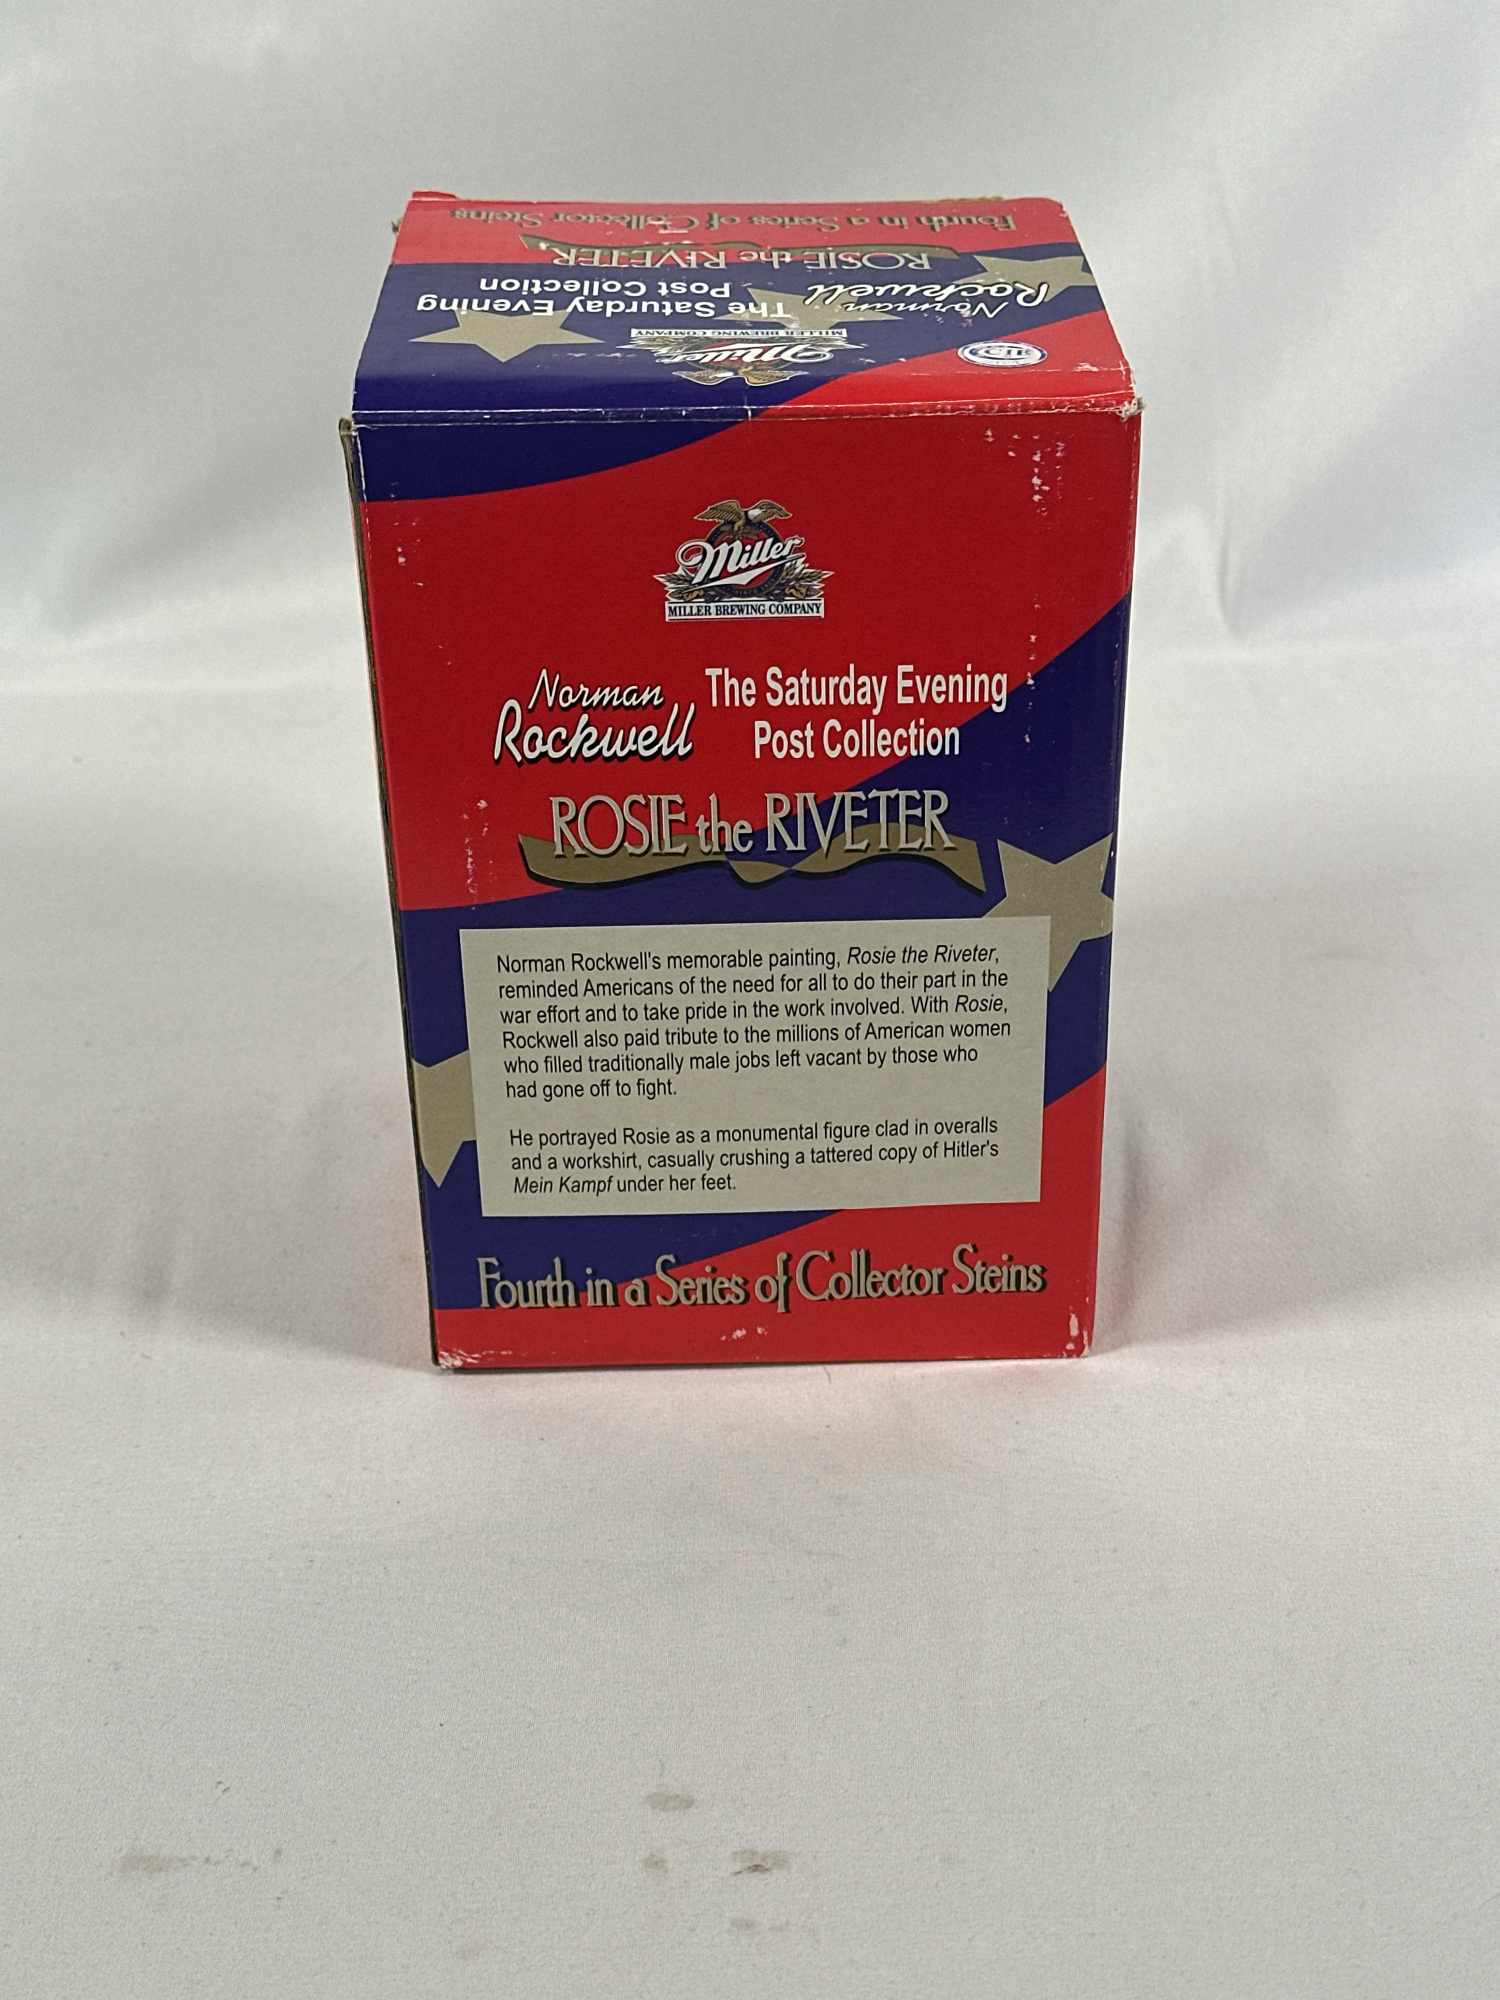 Fourth in a Series of Collector Steins
ROSIE the RIVETER
Norman
Rockwell
The Saturday Evening
Post Collection
Miller
MILLER BREWING COMPANY
Miller
MILLER BREWING COMPANY
Norman
Rockwell
The Saturday Evening
Post Collection
ROSIE the RIVETER
Norman Rockwell's memorable painting, Rosie the Riveter,
reminded Americans of the need for all to do their part in the
war effort and to take pride in the work involved. With Rosie,
Rockwell also paid tribute to the millions of American women
who filled traditionally male jobs left vacant by those who
had gone off to fight.
He portrayed Rosie as a monumental figure clad in overalls
and a workshirt, casually crushing a tattered copy of Hitler's
Mein Kampf under her feet.
Fourth in a Series of Collector Steins